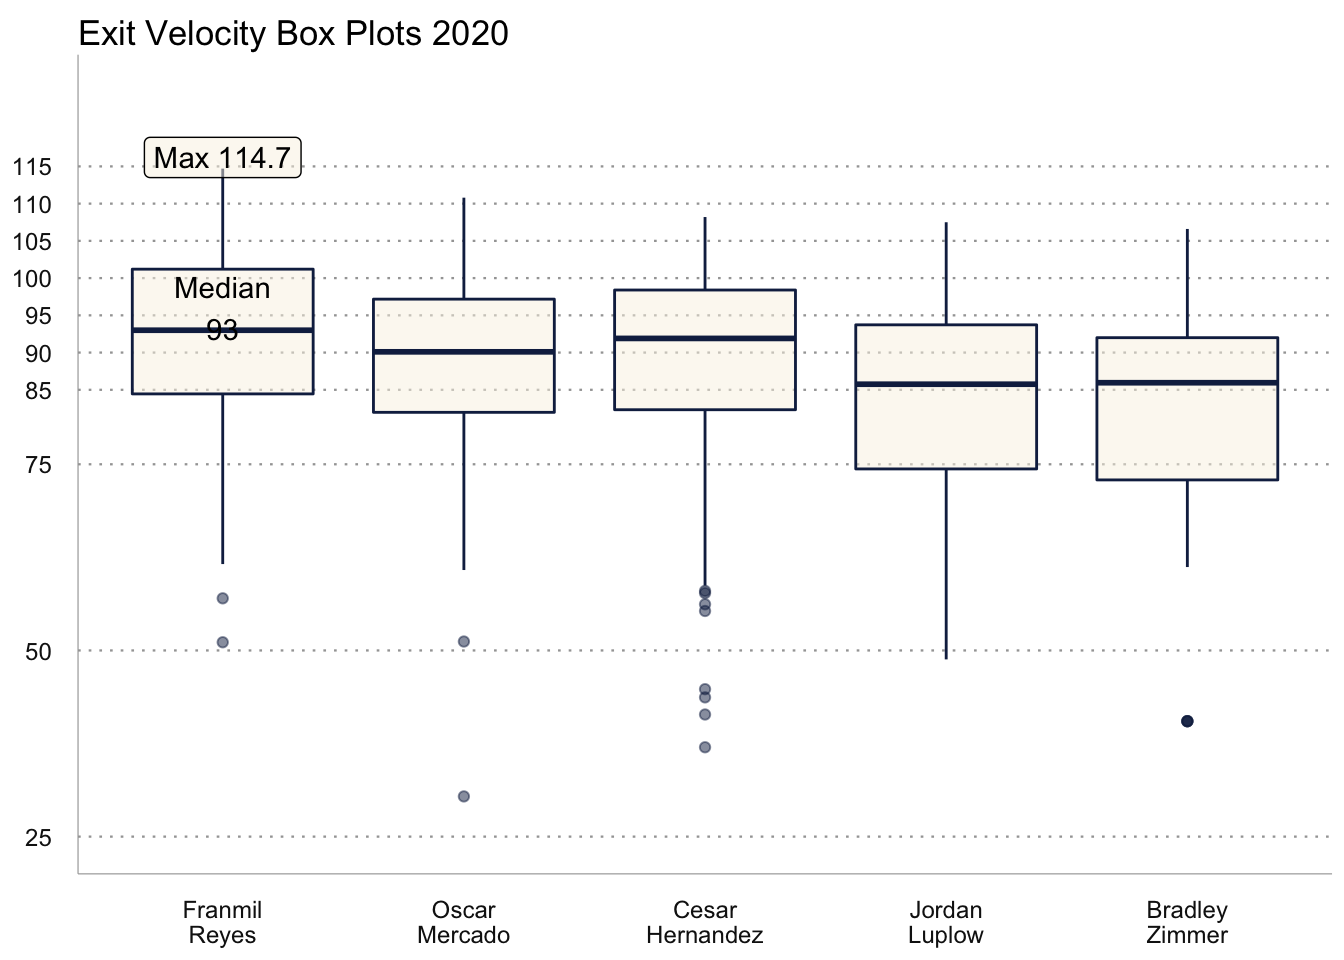 Exit Velocity Box Plots 2020
Max 114.7
115
110
105
100
95
90
85
75
50
25
Median
93
Franmil
Reyes
Oscar
Mercado
Cesar
Hernandez
Jordan
Luplow
Bradley
Zimmer